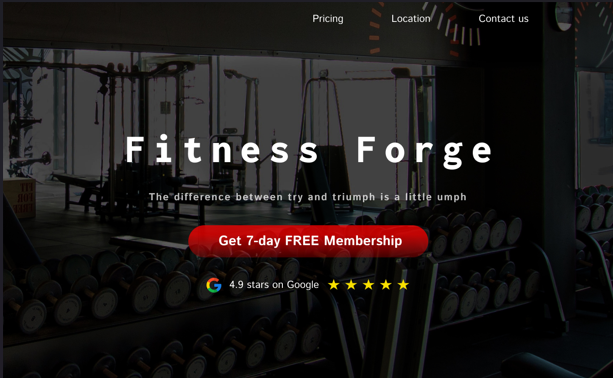 Pricing Location Contact us
Fitness Forge
The difference between try and triumph is a little umph
Get 7-day FREE Membership
4.9 stars on Google